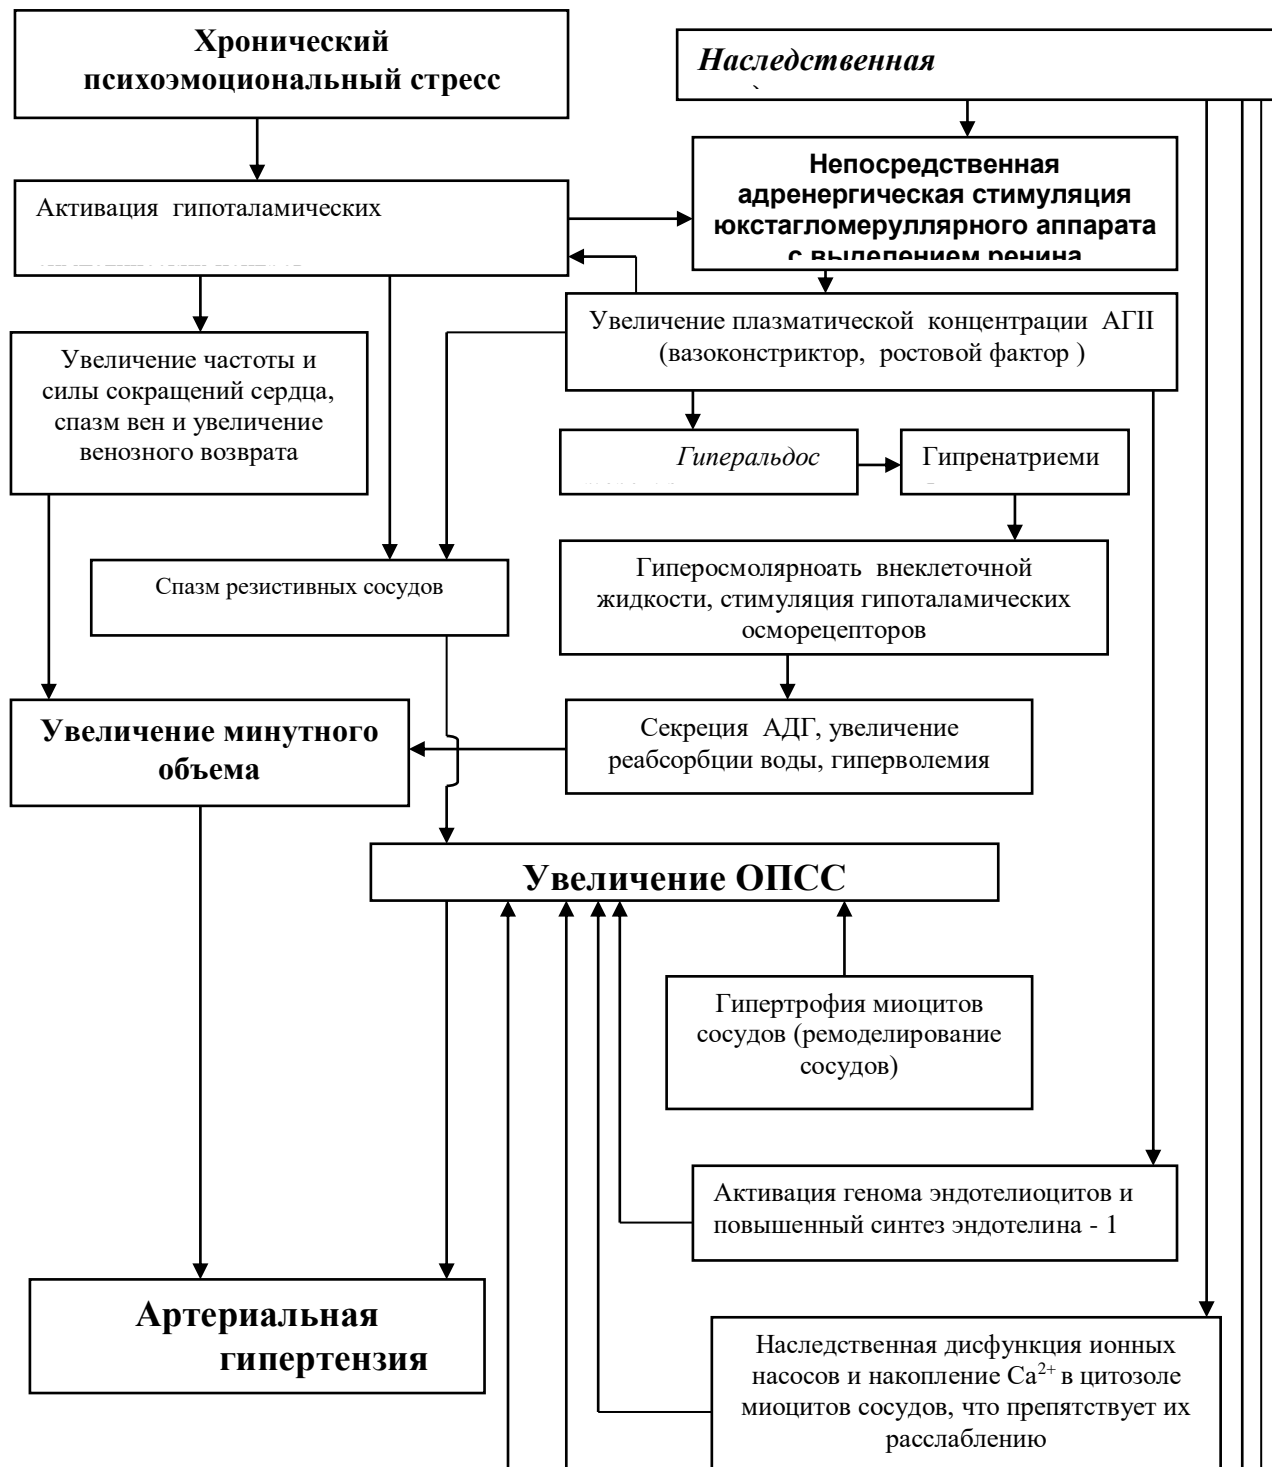 Хронический
психоэмоциональный стресс
Наследственная
Непосредственная
адренергическая стимуляция
юкстагломеруллярного аппарата
с выделением ренина
Активация гипоталамических
Увеличение плазматической концентрации АГII
(вазоконстриктор, ростовой фактор )
Увеличение частоты и
силы сокращений сердца,
спазм вен и увеличение
венозного возврата
Гиперальдос
Гипренатриеми
Спазм резистивных сосудов
Гиперосмолярноать внеклеточной
жидкости, стимуляция гипоталамических
осморецепторов
Увеличение минутного
объема
Секреция АДГ, увеличение
реабсорбции воды, гиперволемия
Увеличение ОПСС
Гипертрофия миоцитов
сосудов (ремоделирование
сосудов)
Активация генома эндотелиоцитов и
повышенный синтез эндотелина - 1
Артериальная
гипертензия
Наследственная дисфункция ионных
насосов и накопление Ca²⁺ в цитозоле
миоцитов сосудов, что препятствует их
расслаблению